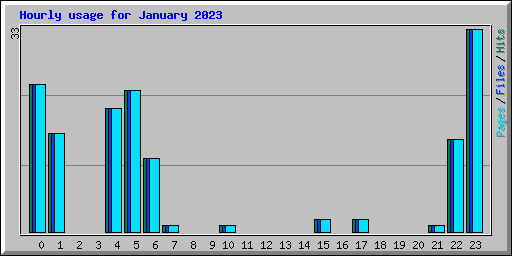 Hourly usage for January 2023
33
Pages / Files / Hits
0 1 2 3 4 5 6 7 8 9 10 11 12 13 14 15 16 17 18 19 20 21 22 23